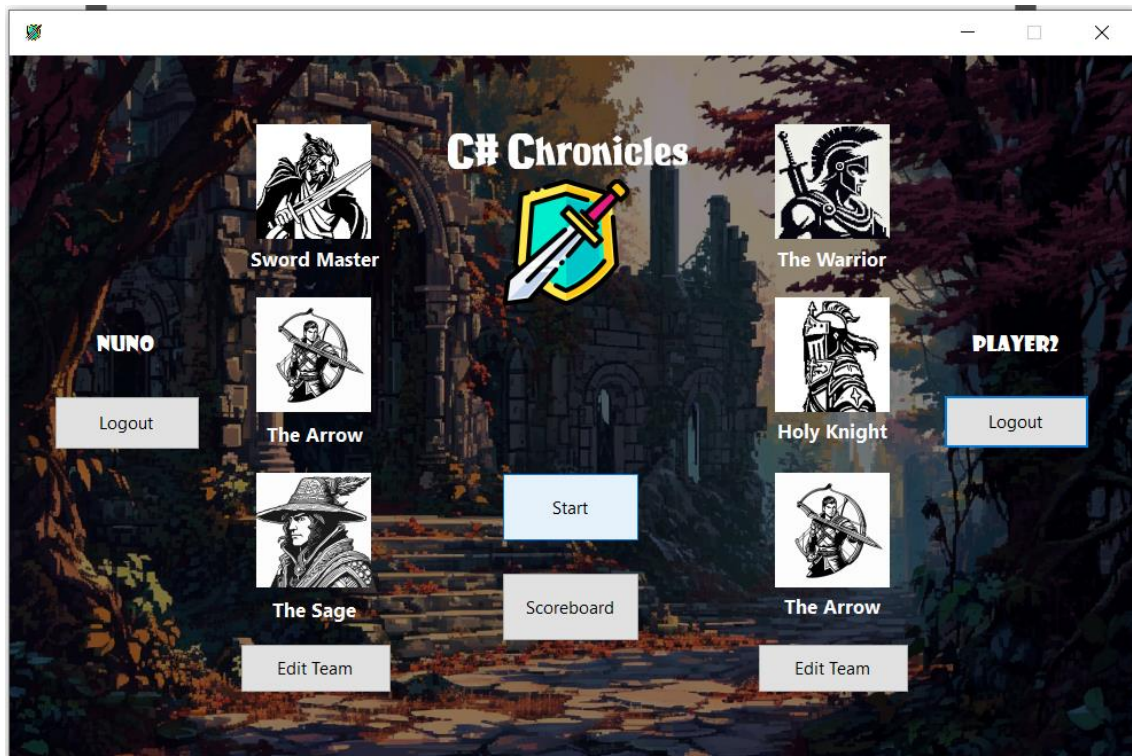 C# Chronicles
Sword Master
The Warrior
NUNO
PLAYER2
Logout
Logout
The Arrow
Holy Knight
Start
The Sage
Scoreboard
The Arrow
Edit Team
Edit Team